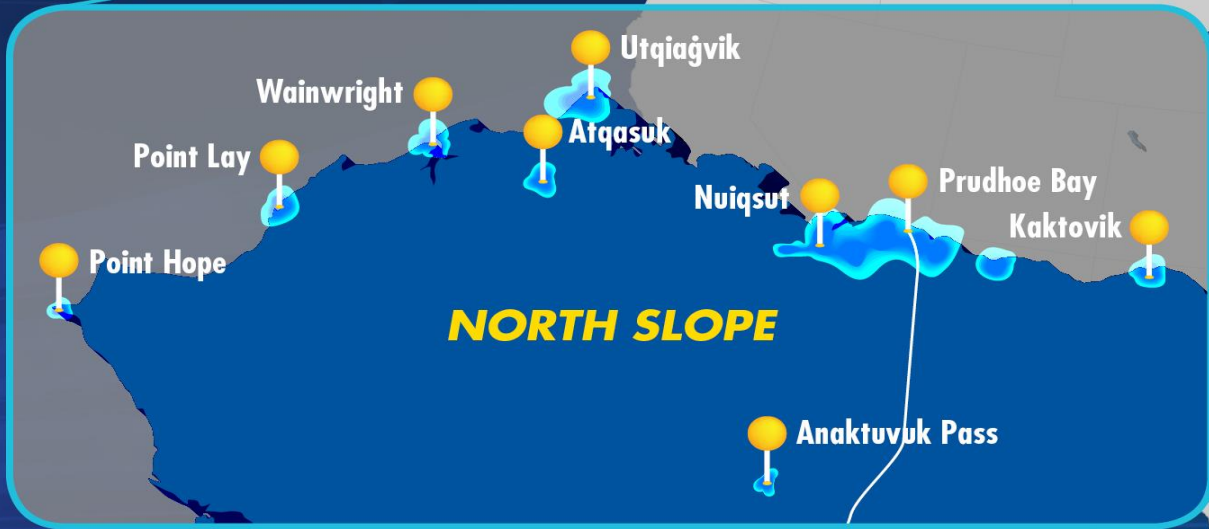 Utqiaġvik
Wainwright
Atqasuk
Point Lay
Prudhoe Bay
Nuiqsut
Kaktovik
Point Hope
NORTH SLOPE
Anaktuvuk Pass